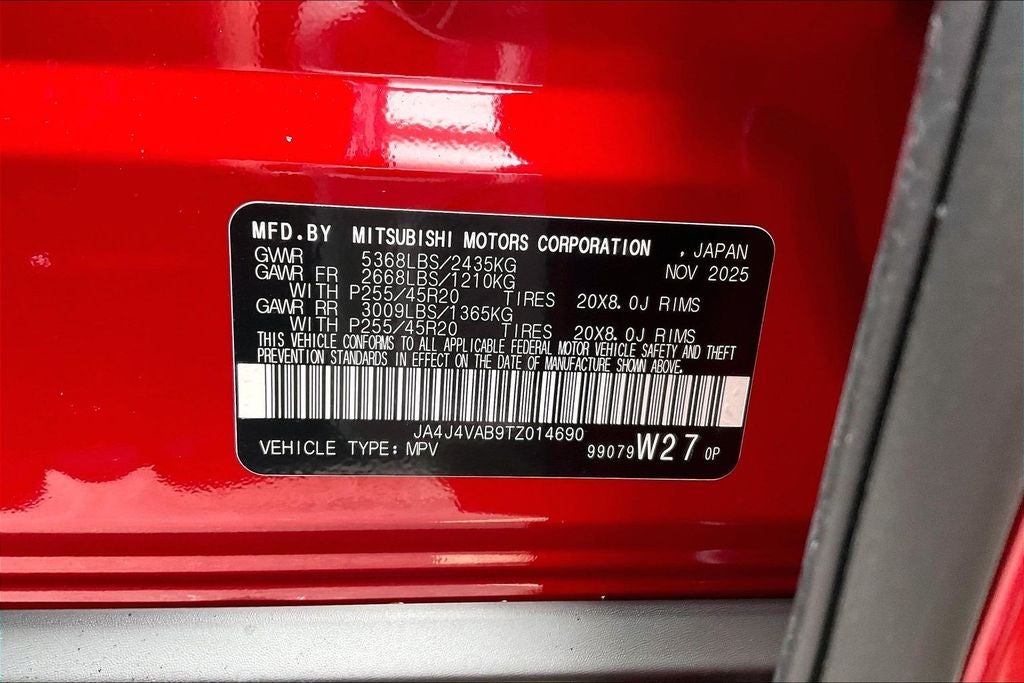 MFD.BY MITSUBISHI MOTORS CORPORATION , JAPAN
GWWR 5368LBS/2435KG NOV 2025
GAWR FR 2668LBS/1210KG
WITH P255/45R20 TIRES 20X8.0J RIMS
GAWR RR 3009LBS/1365KG
WITH P255/45R20 TIRES 20X8.0J RIMS
THIS VEHICLE CONFORMS TO ALL APPLICABLE FEDERAL MOTOR VEHICLE SAFETY AND THEFT
PREVENTION STANDARDS IN EFFECT ON THE DATE OF MANUFACTURE SHOWN ABOVE.
JA4J4VAB9TZ014690
VEHICLE TYPE: MPV 99079 W27 0P